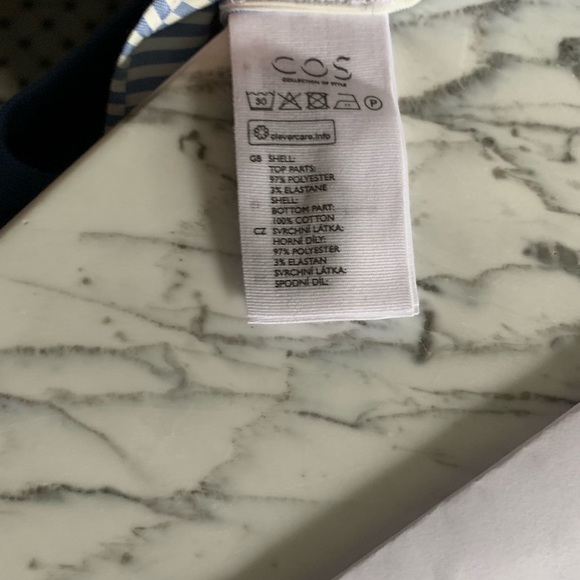 COS
COLLECTION OF STYLE
30 P
clevercare.info
GB SHELL:
TOP PARTS:
97% POLYESTER
3% ELASTANE
SHELL:
BOTTOM PART:
100% COTTON
CZ SVRCHNÍ LÁTKA:
HORNÍ DÍLY:
97% POLYESTER
3% ELASTAN
SVRCHNÍ LÁTKA:
SPODNÍ DÍL: